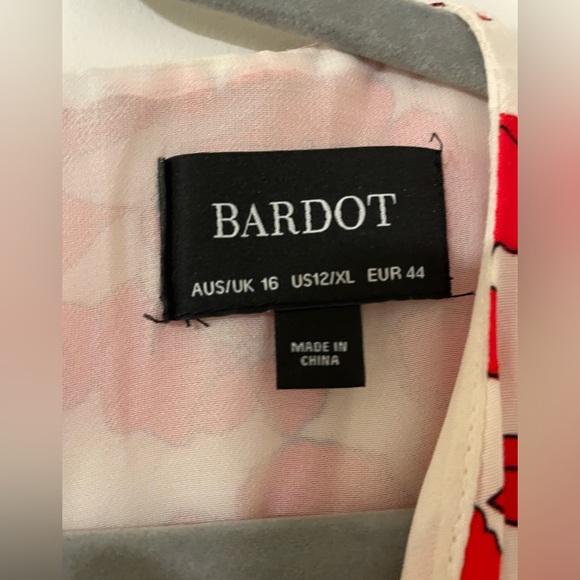 BARDOT
AUS/UK 16 US12/XL EUR 44
MADE IN
CHINA